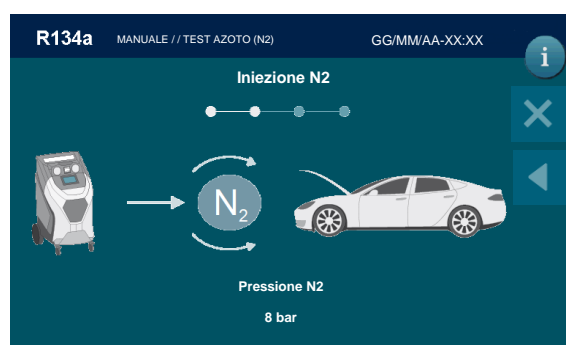 R134a MANUALE / / TEST AZOTO (N2) GG/MM/AA-XX:XX
i
Iniezione N2
N2
Pressione N2
8 bar